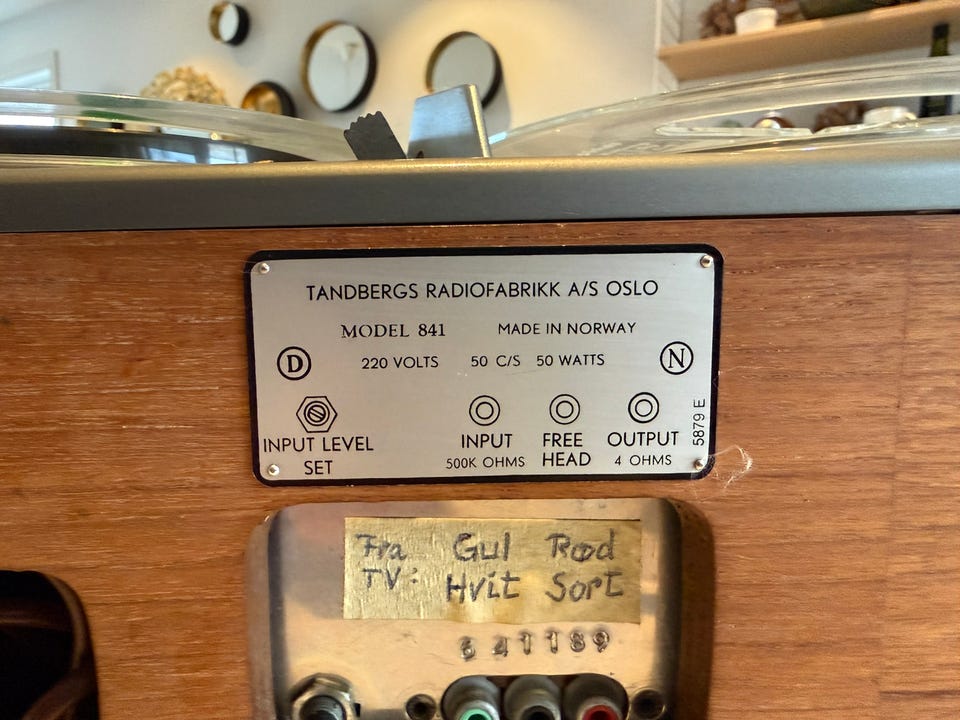 TANDBERGS RADIOFABRIKK A/S OSLO
MODEL 841 MADE IN NORWAY
D 220 VOLTS 50 C/S 50 WATTS N
INPUT LEVEL SET
INPUT 500K OHMS
FREE HEAD
OUTPUT 4 OHMS
5879 E
Fra Gul Rød
TV: Hvit Sort